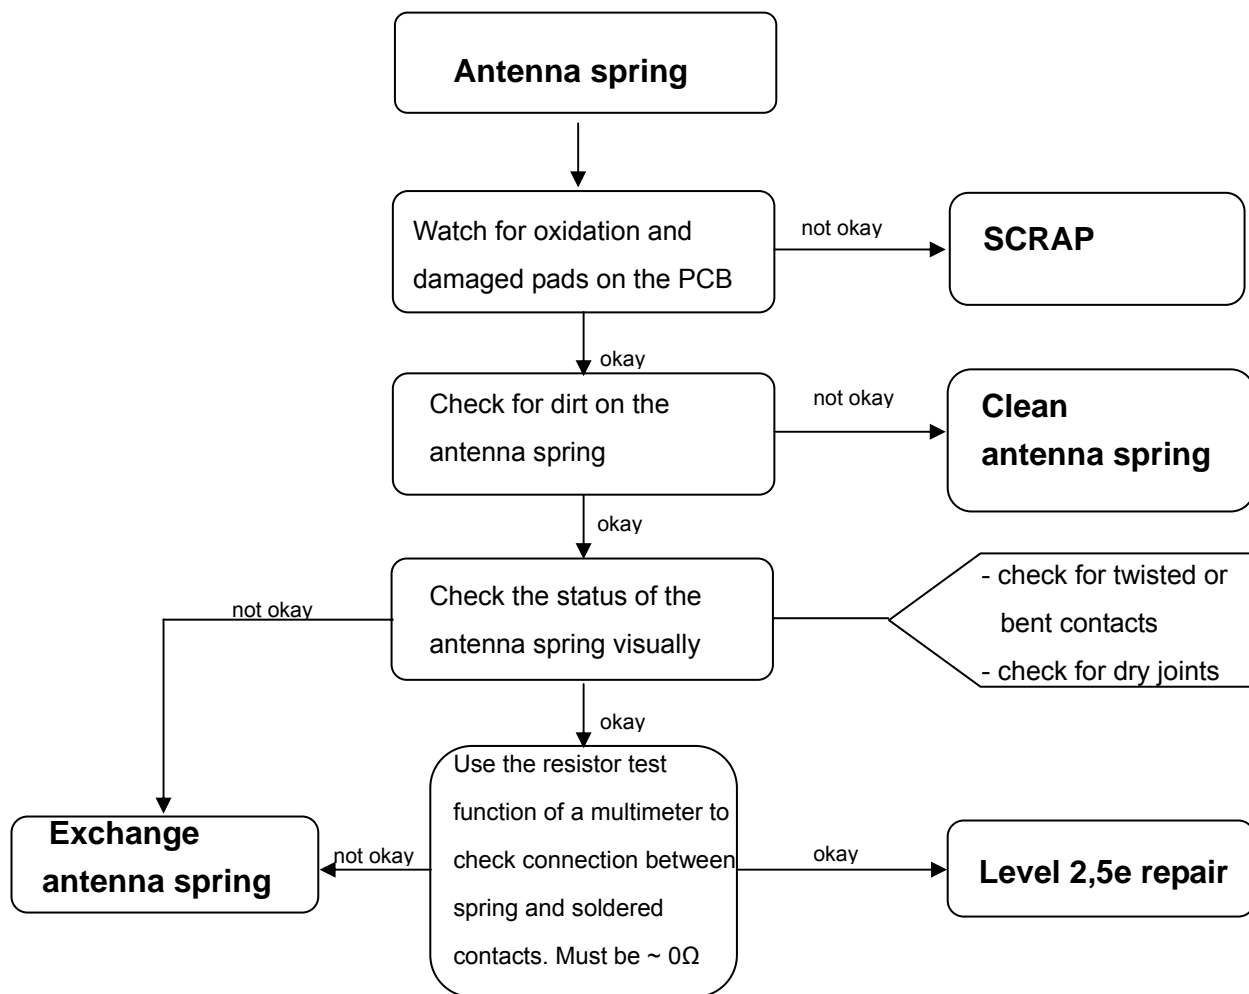 Antenna spring
Watch for oxidation and
damaged pads on the PCB
not okay
SCRAP
okay
Check for dirt on the
antenna spring
not okay
Clean
antenna spring
okay
not okay
Check the status of the
antenna spring visually
- check for twisted or
bent contacts
- check for dry joints
okay
Use the resistor test
function of a multimeter to
check connection between
spring and soldered
contacts. Must be ~ 0Ω
not okay
Exchange
antenna spring
okay
Level 2,5e repair